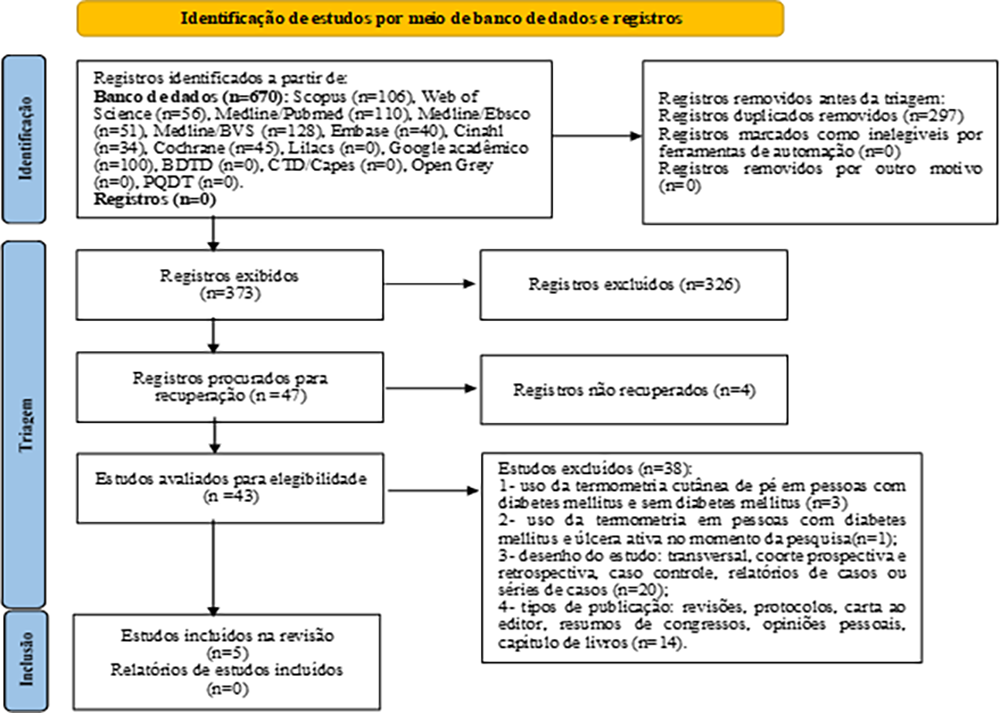 Identificação de estudos por meio de banco de dados e registros
Identificação
Registros identificados a partir de:
Banco de dados (n=670): Scopus (n=106), Web of
Science (n=56), Medline/Pubmed (n=110), Medline/Ebsco
(n=51), Medline/BVS (n=128), Embase (n=40), Cinahl
(n=34), Cochrane (n=45), Lilacs (n=0), Google acadêmico
(n=100), BDTD (n=0), CTD/Capes (n=0), Open Grey
(n=0), PQDT (n=0).
Registros (n=0)
Registros removidos antes da triagem:
Registros duplicados removidos (n=297)
Registros marcados como inelegíveis por
ferramentas de automação (n=0)
Registros removidos por outro motivo
(n=0)
Triagem
Registros exibidos
(n=373)
Registros excluídos (n=326)
Registros procurados para
recuperação (n =47)
Registros não recuperados (n=4)
Estudos avaliados para elegibilidade
(n =43)
Estudos excluídos (n=38):
1- uso da termometria cutânea de pé em pessoas com
diabetes mellitus e sem diabetes mellitus (n=3)
2- uso da termometria em pessoas com diabetes
mellitus e úlcera ativa no momento da pesquisa(n=1);
3- desenho do estudo: transversal, coorte prospectiva e
retrospectiva, caso controle, relatórios de casos ou
séries de casos (n=20);
4- tipos de publicação: revisões, protocolos, carta ao
editor, resumos de congressos, opiniões pessoais,
capítulo de livros (n=14).
Inclusão
Estudos incluídos na revisão
(n=5)
Relatórios de estudos incluídos
(n=0)